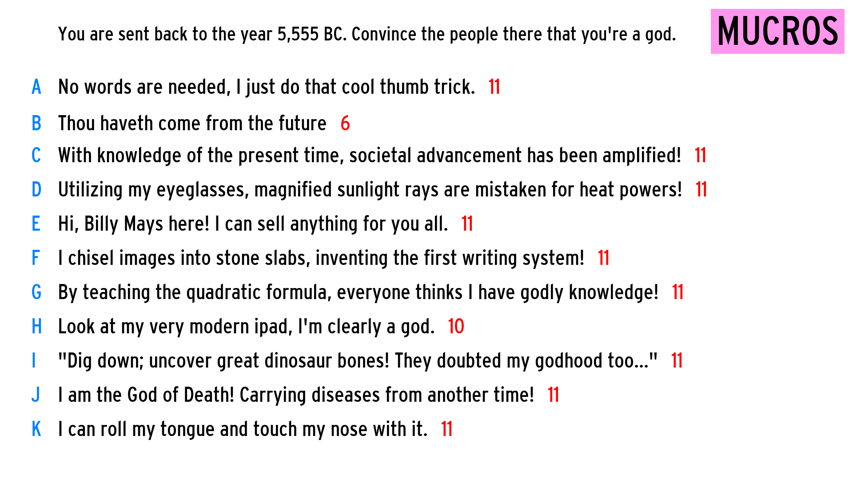 You are sent back to the year 5,555 BC. Convince the people there that you're a god.
MUCROS
A No words are needed, I just do that cool thumb trick. 11
B Thou haveth come from the future 6
C With knowledge of the present time, societal advancement has been amplified! 11
D Utilizing my eyeglasses, magnified sunlight rays are mistaken for heat powers! 11
E Hi, Billy Mays here! I can sell anything for you all. 11
F I chisel images into stone slabs, inventing the first writing system! 11
G By teaching the quadratic formula, everyone thinks I have godly knowledge! 11
H Look at my very modern ipad, I'm clearly a god. 10
I "Dig down; uncover great dinosaur bones! They doubted my godhood too..." 11
J I am the God of Death! Carrying diseases from another time! 11
K I can roll my tongue and touch my nose with it. 11